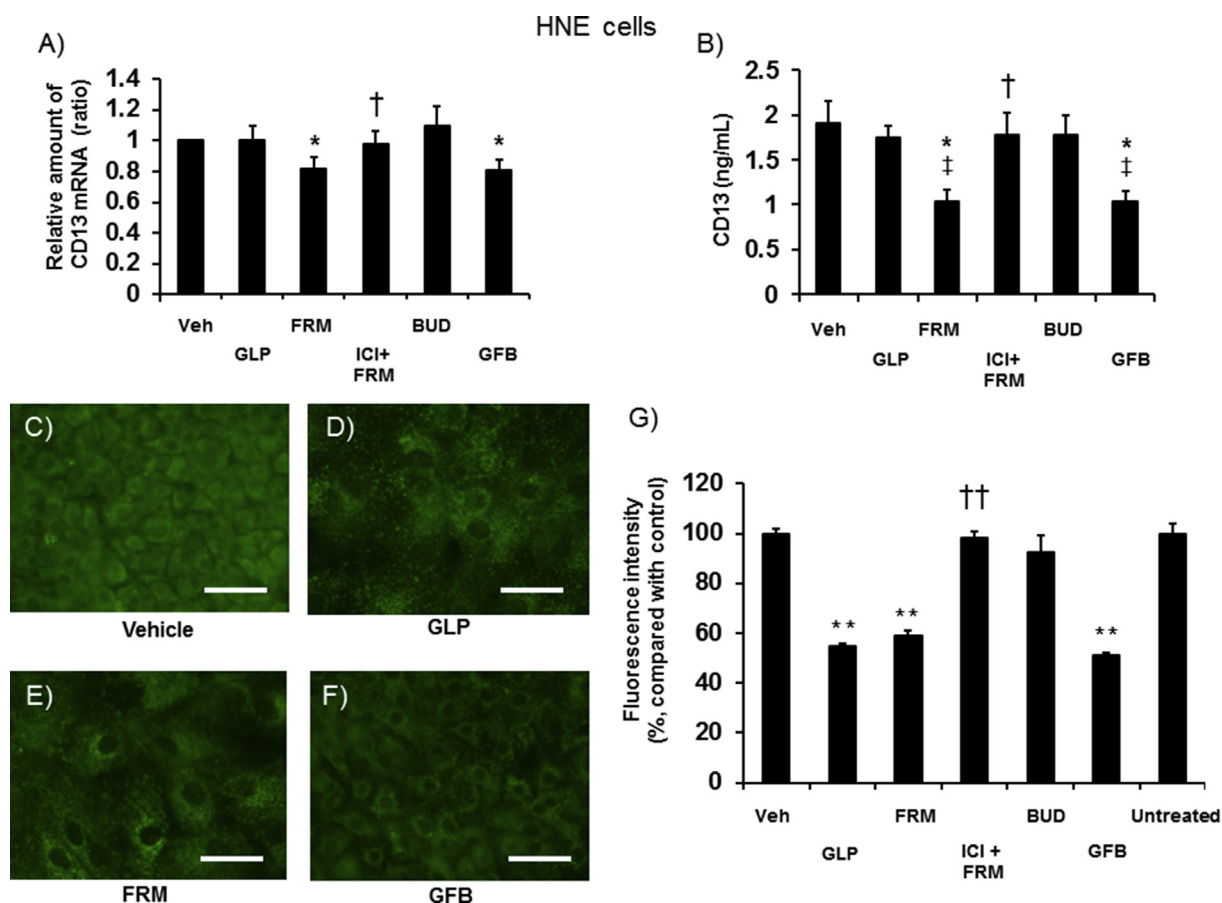 HNE cells
A)
Relative amount of
CD13 mRNA (ratio)
1.4
1.2
1
0.8
0.6
0.4
0.2
0
†
*
*
Veh
FRM
BUD
GLP
ICI+
FRM
GFB
B)
CD13 (ng/mL)
2.5
2
1.5
1
0.5
0
†
*
‡
*
‡
Veh
FRM
BUD
GLP
ICI+
FRM
GFB
C)
Vehicle
D)
GLP
E)
FRM
F)
GFB
G)
Fluorescence intensity
(%, compared with control)
120
100
80
60
40
20
0
††
**
**
**
Veh
FRM
BUD
Untreated
GLP
ICI +
FRM
GFB